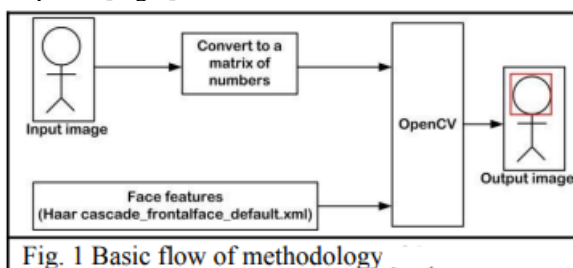 Convert to a
matrix of
numbers
Input image
OpenCV
Output image
Face features
(Haar cascade_frontalface_default.xml)
Fig. 1 Basic flow of methodology